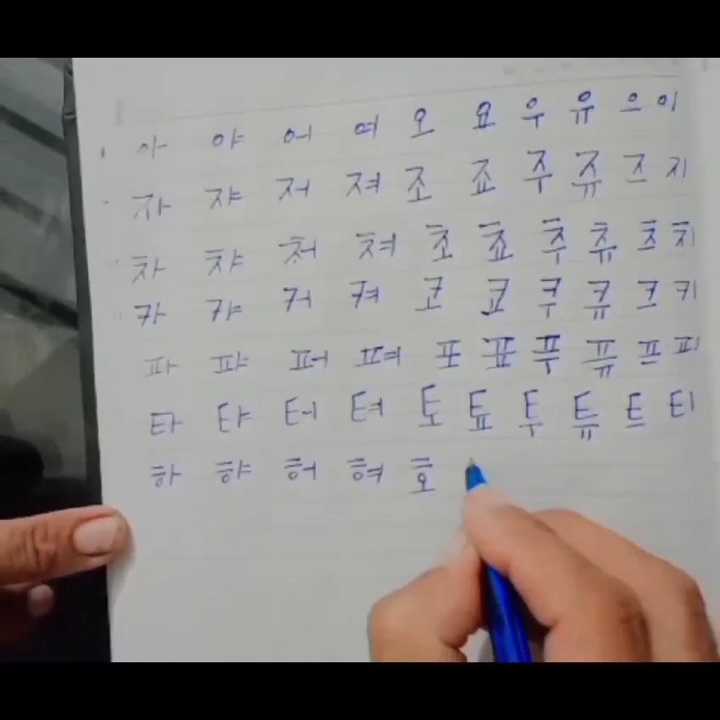 아 야 어 여 오 요 우 유 으 이
자 쟈 저 져 조 죠 주 쥬 즈 지
차 챠 처 쳐 초 쵸 추 츄 츠 치
카 캬 커 켜 코 쿄 쿠 큐 크 키
파 퍄 퍼 펴 포 표 푸 퓨 프 피
타 탸 터 텨 토 툐 투 튜 트 티
하 햐 허 혀 호